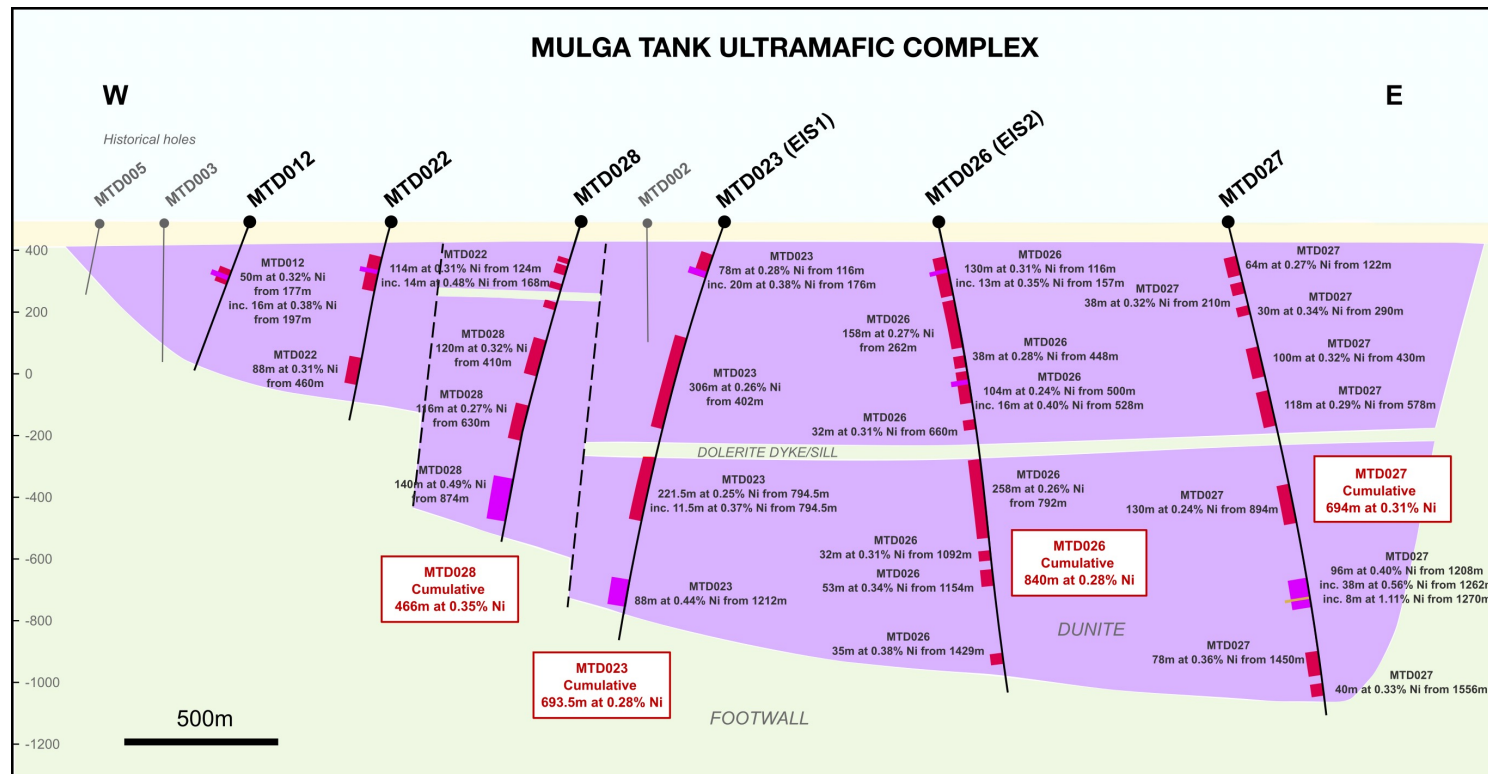 MULGA TANK ULTRAMAFIC COMPLEX
W
E
Historical holes
MTD005
MTD003
MTD012
MTD022
MTD028
MTD002
MTD023 (EIS1)
MTD026 (EIS2)
MTD027
400
200
0
-200
-400
-600
-800
-1000
-1200
MTD012
50m at 0.32% Ni
from 177m
inc. 16m at 0.38% Ni
from 197m
MTD022
114m at 0.31% Ni from 124m
inc. 14m at 0.48% Ni from 168m
MTD022
88m at 0.31% Ni
from 460m
MTD028
120m at 0.32% Ni
from 410m
MTD028
116m at 0.27% Ni
from 630m
MTD028
140m at 0.49% Ni
from 874m
MTD028
Cumulative
466m at 0.35% Ni
MTD023
78m at 0.28% Ni from 116m
inc. 20m at 0.38% Ni from 176m
MTD023
306m at 0.26% Ni
from 402m
DOLERITE DYKE/SILL
MTD023
221.5m at 0.25% Ni from 794.5m
inc. 11.5m at 0.37% Ni from 794.5m
MTD023
88m at 0.44% Ni from 1212m
MTD023
Cumulative
693.5m at 0.28% Ni
MTD026
130m at 0.31% Ni from 116m
inc. 13m at 0.35% Ni from 157m
MTD026
158m at 0.27% Ni
from 262m
MTD026
38m at 0.28% Ni from 448m
MTD026
104m at 0.24% Ni from 500m
inc. 16m at 0.40% Ni from 528m
MTD026
32m at 0.31% Ni from 660m
MTD026
258m at 0.26% Ni
from 792m
MTD026
32m at 0.31% Ni from 1092m
MTD026
53m at 0.34% Ni from 1154m
MTD026
35m at 0.38% Ni from 1429m
MTD026
Cumulative
840m at 0.28% Ni
MTD027
64m at 0.27% Ni from 122m
MTD027
38m at 0.32% Ni from 210m
MTD027
30m at 0.34% Ni from 290m
MTD027
100m at 0.32% Ni from 430m
MTD027
118m at 0.29% Ni from 578m
MTD027
130m at 0.24% Ni from 894m
MTD027
Cumulative
694m at 0.31% Ni
MTD027
96m at 0.40% Ni from 1208m
inc. 38m at 0.56% Ni from 1262m
inc. 8m at 1.11% Ni from 1270m
MTD027
78m at 0.36% Ni from 1450m
MTD027
40m at 0.33% Ni from 1556m
DUNITE
FOOTWALL
500m